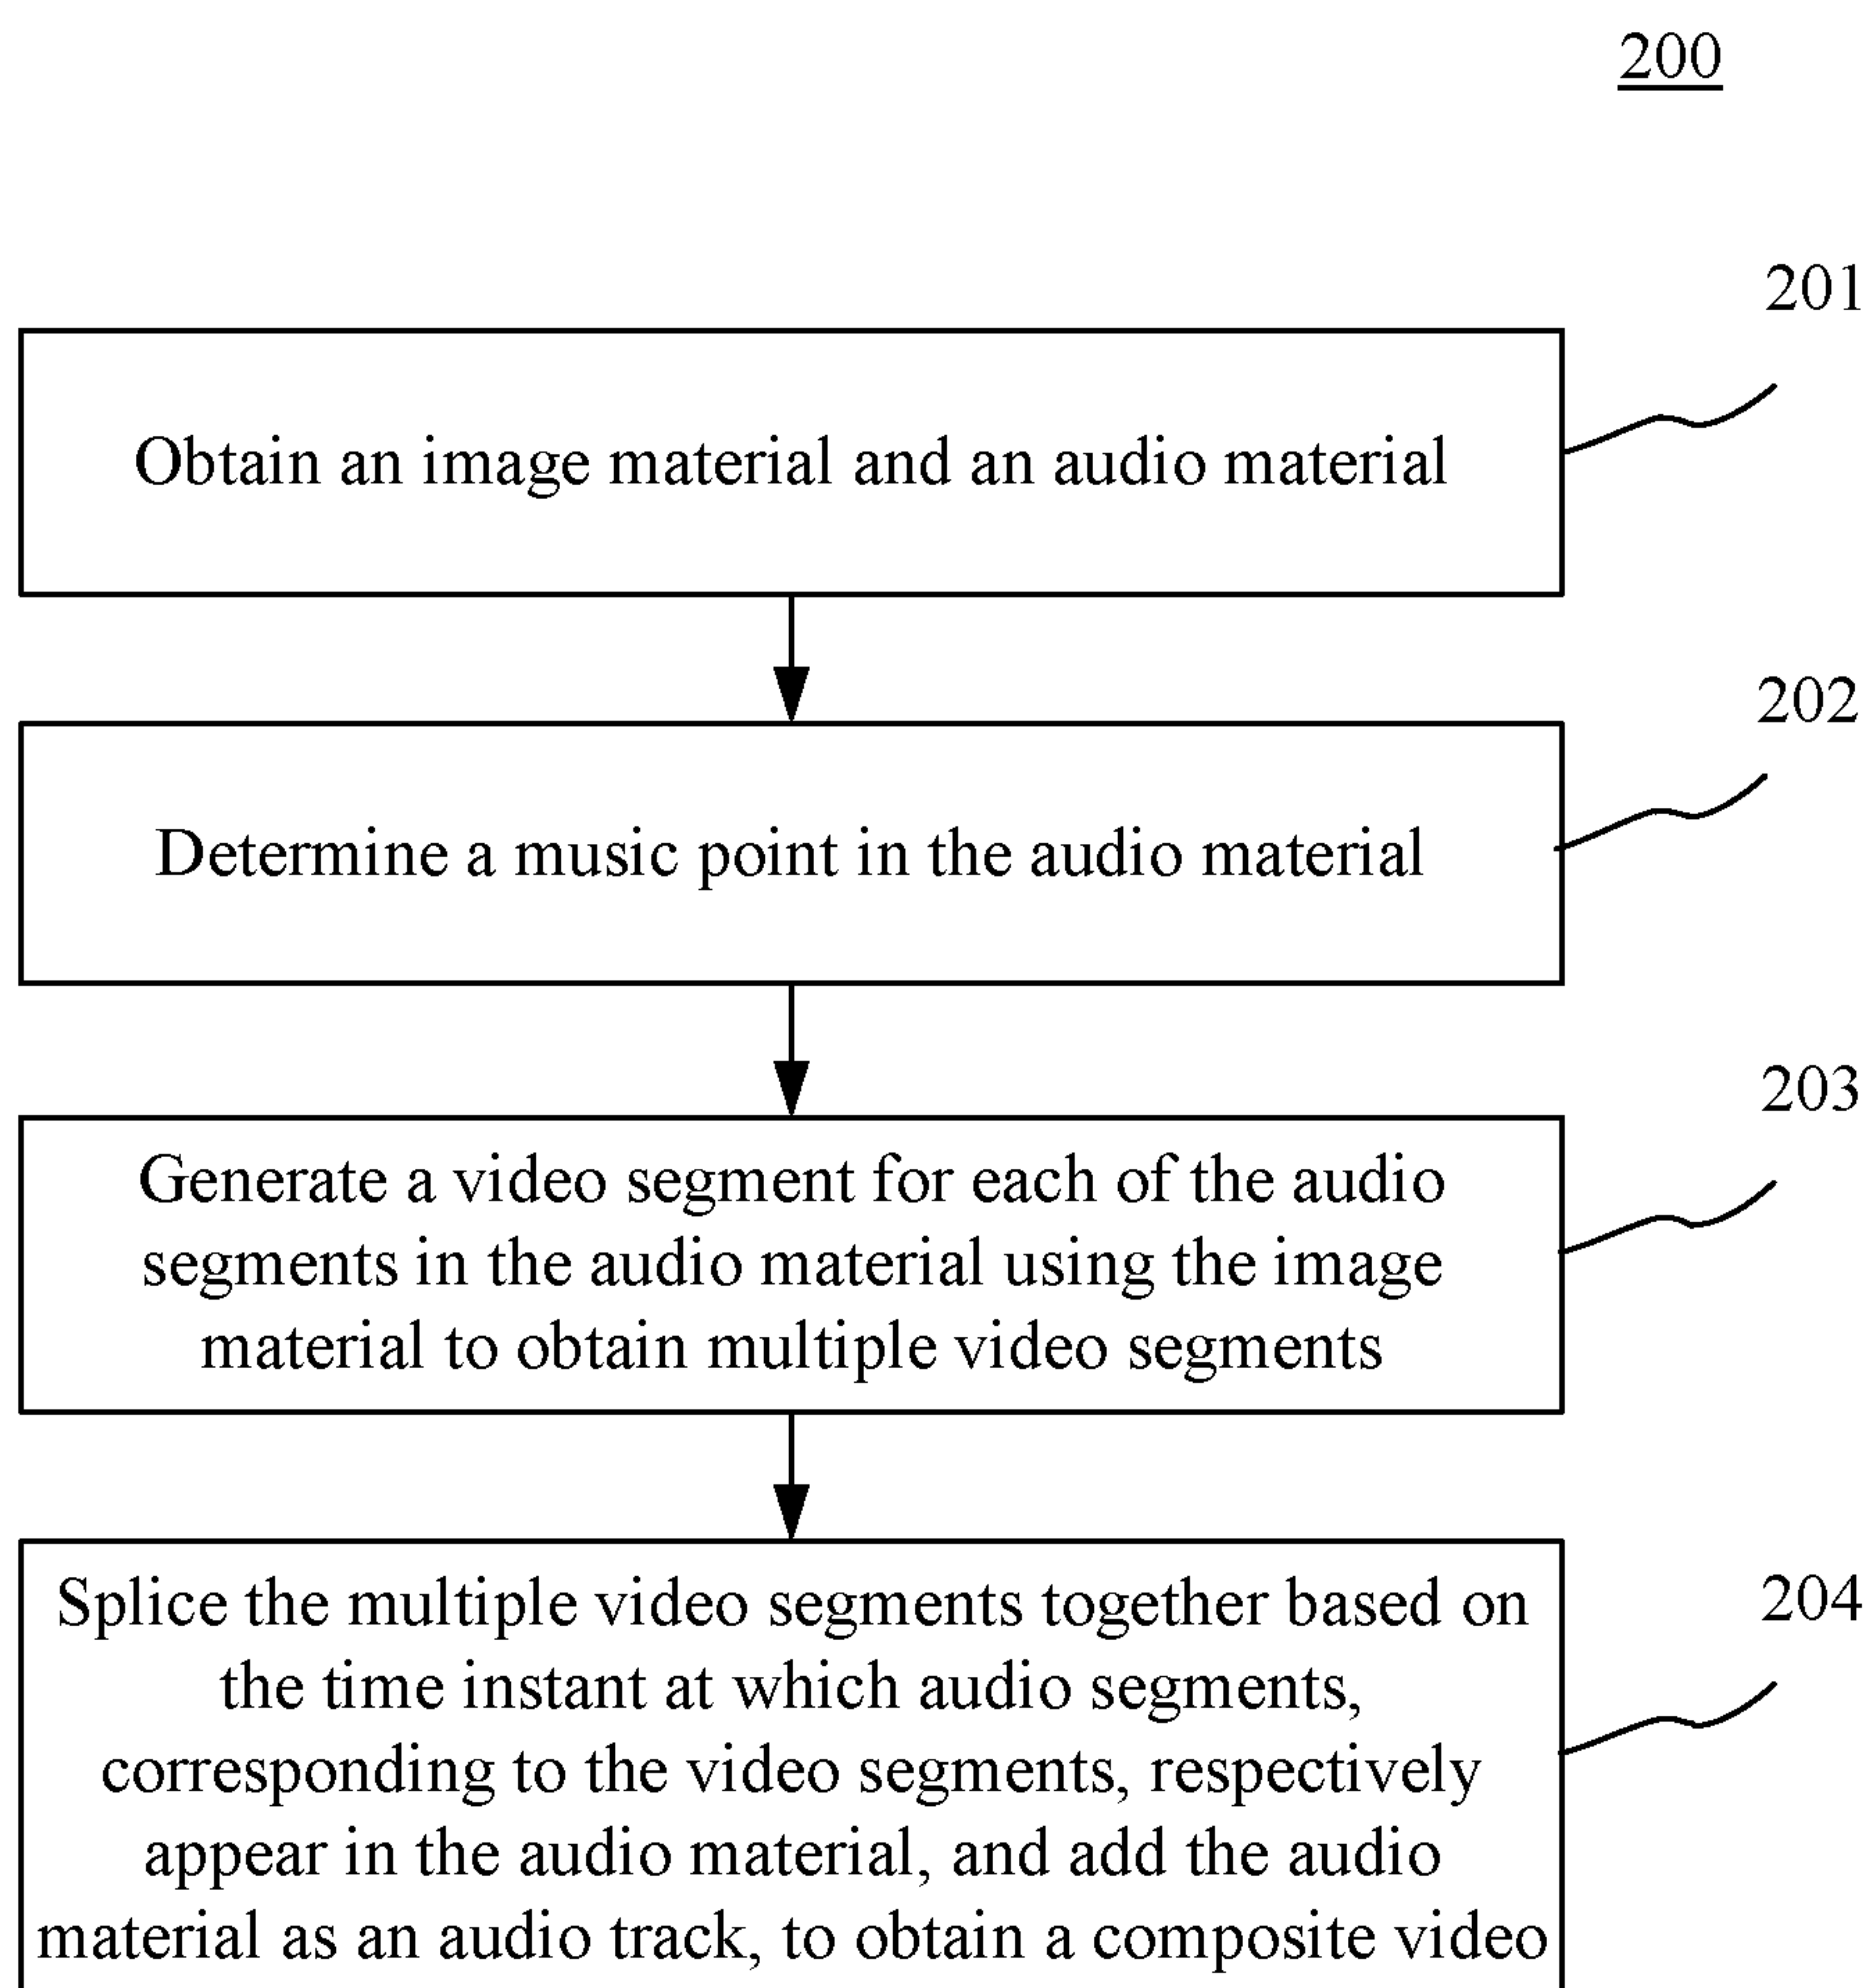 200
201
Obtain an image material and an audio material
202
Determine a music point in the audio material
203
Generate a video segment for each of the audio
segments in the audio material using the image
material to obtain multiple video segments
204
Splice the multiple video segments together based on
the time instant at which audio segments,
corresponding to the video segments, respectively
appear in the audio material, and add the audio
material as an audio track, to obtain a composite video